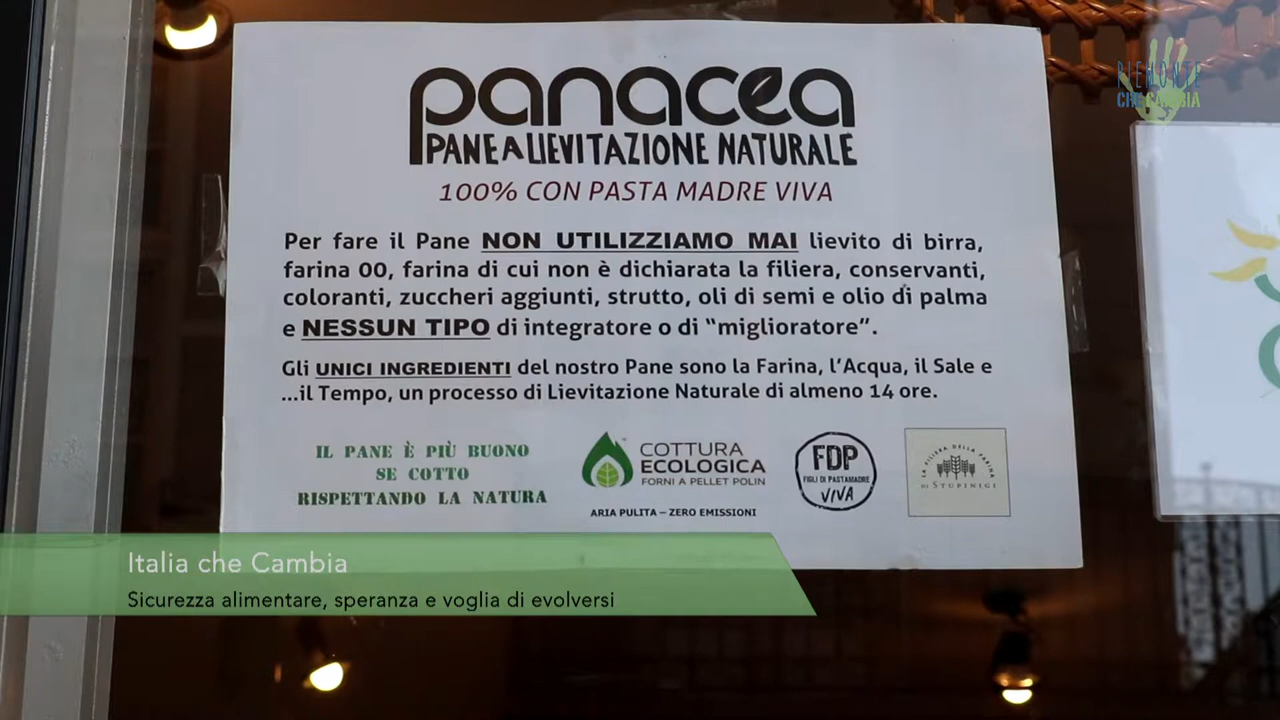 panacea
PANE A LIEVITAZIONE NATURALE
100% CON PASTA MADRE VIVA
Per fare il Pane NON UTILIZZIAMO MAI lievito di birra,
farina 00, farina di cui non è dichiarata la filiera, conservanti,
coloranti, zuccheri aggiunti, strutto, oli di semi e olio di palma
e NESSUN TIPO di integratore o di “miglioratore”.
Gli UNICI INGREDIENTI del nostro Pane sono la Farina, l’Acqua, il Sale e
...il Tempo, un processo di Lievitazione Naturale di almeno 14 ore.
IL PANE È PIÙ BUONO
SE COTTO
RISPETTANDO LA NATURA
COTTURA
ECOLOGICA
FORNI A PELLET POLIN
ARIA PULITA – ZERO EMISSIONI
FDP
FIGLI DI PASTAMADRE
VIVA
LA FILIERA DELLA FARINA
DI STUPINIGI
PIEMONTE
CHE CAMBIA
Italia che Cambia
Sicurezza alimentare, speranza e voglia di evolversi